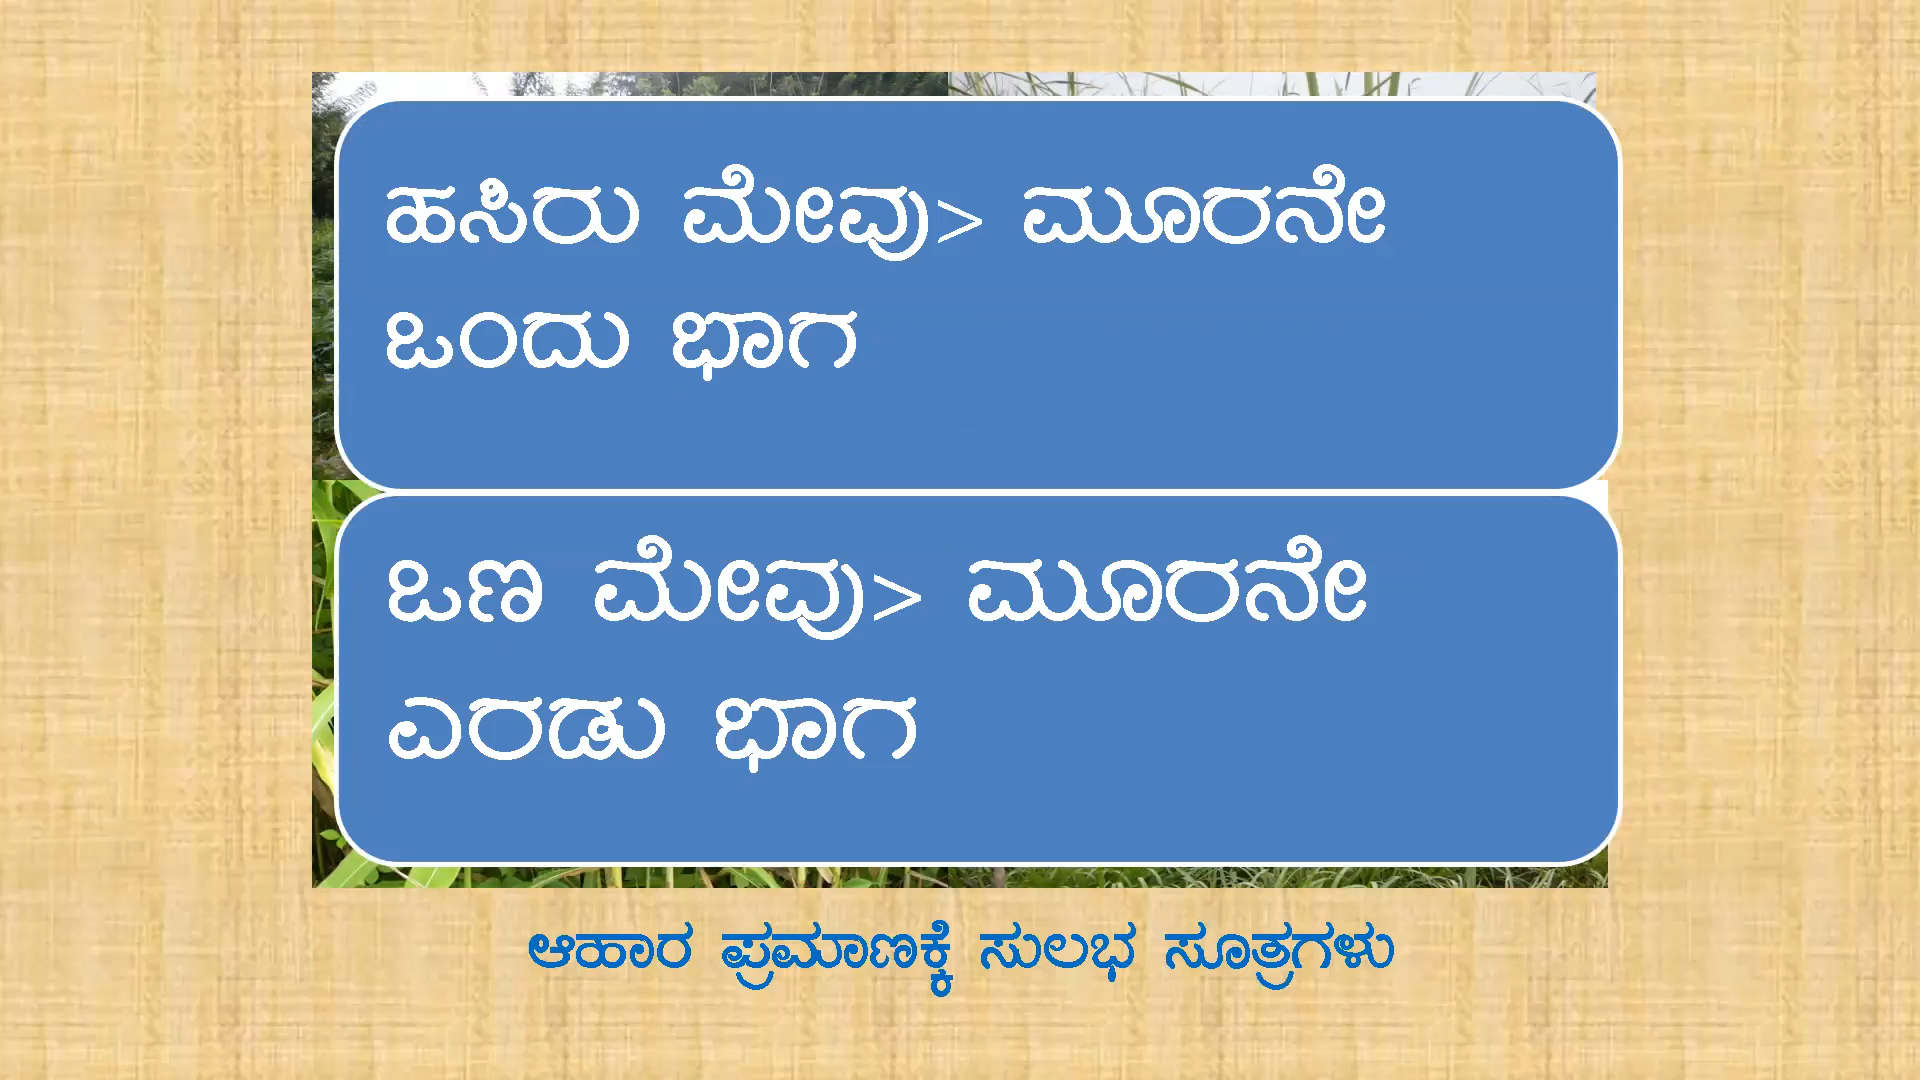 ಹಸಿರು ಮೇವು> ಮೂರನೇ
ಒಂದು ಭಾಗ
ಒಣ ಮೇವು> ಮೂರನೇ
ಎರಡು ಭಾಗ
ಆಹಾರ ಪ್ರಮಾಣಕ್ಕೆ ಸುಲಭ ಸೂತ್ರಗಳು